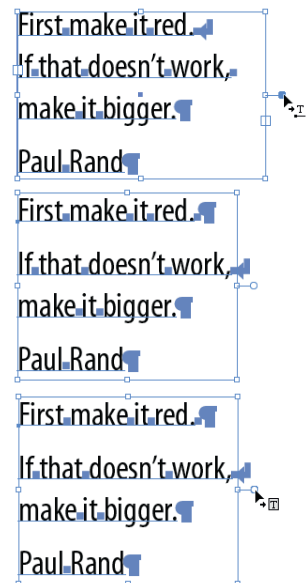 First make it red.
If that doesn't work,
make it bigger.
Paul Rand
First make it red.
If that doesn't work,
make it bigger.
Paul Rand
First make it red.
If that doesn't work,
make it bigger.
Paul Rand